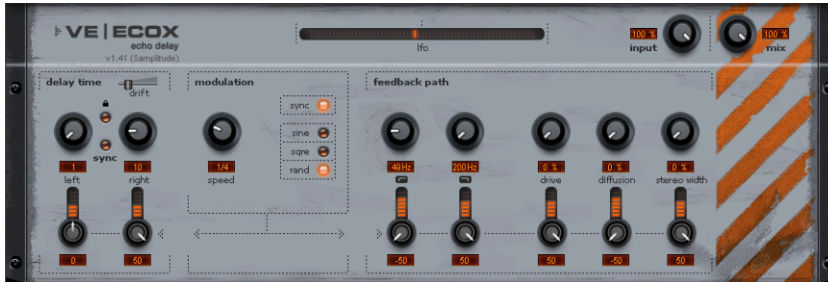 VE | ECOX
echo delay
v1.41 (Samplitude)
lfo
100 %
input
100 %
mix
delay time
drift
modulation
feedback path
sync
sine
sqre
rand
sync
1
10
1/4
49 Hz
200 Hz
0 %
0 %
0 %
left
right
speed
drive
diffusion
stereo width
0
50
-50
50
50
-50
50